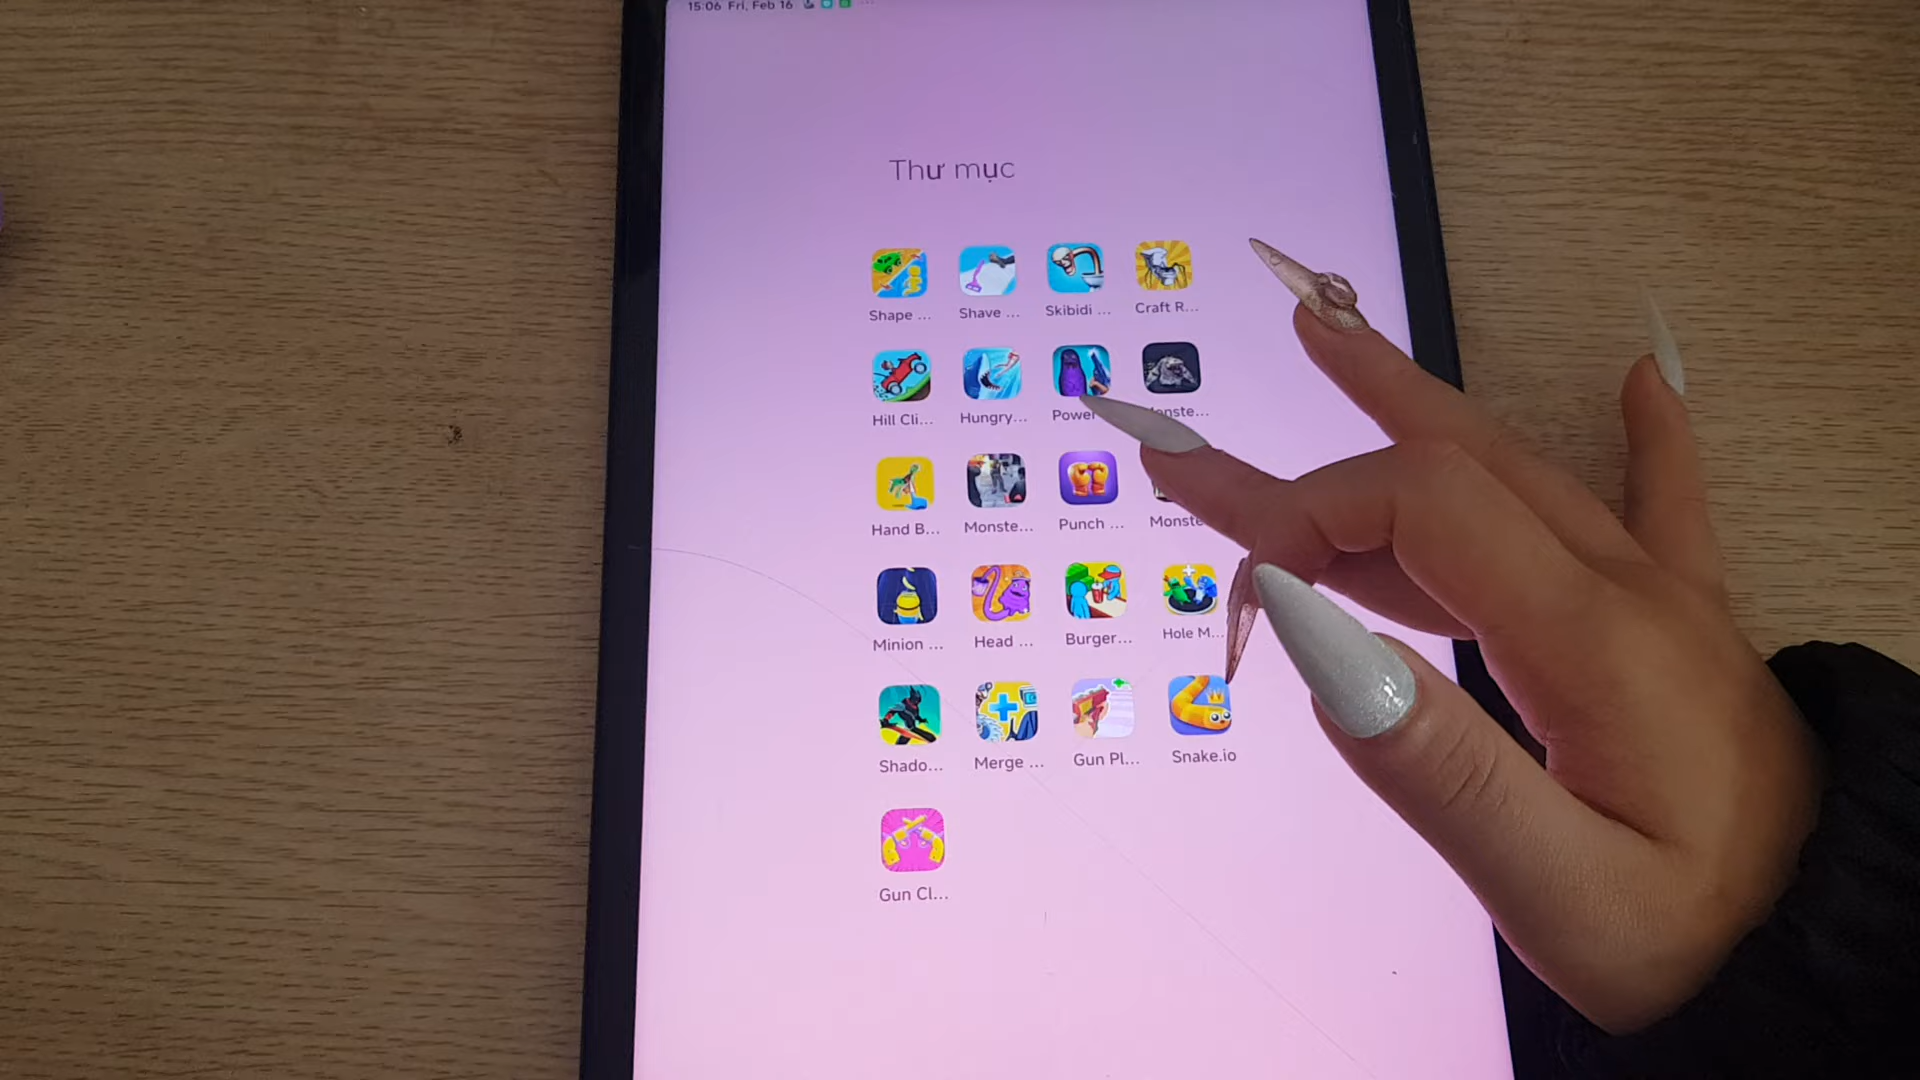 15:06 Fri, Feb 16
Thư mục
Shape ...
Shave ...
Skibidi ...
Craft R...
Hill Cli...
Hungry...
Power
Monste...
Hand B...
Monste...
Punch ...
Monste
Minion ...
Head ...
Burger...
Hole M...
Shado...
Merge ...
Gun Pl...
Snake.io
Gun Cl...